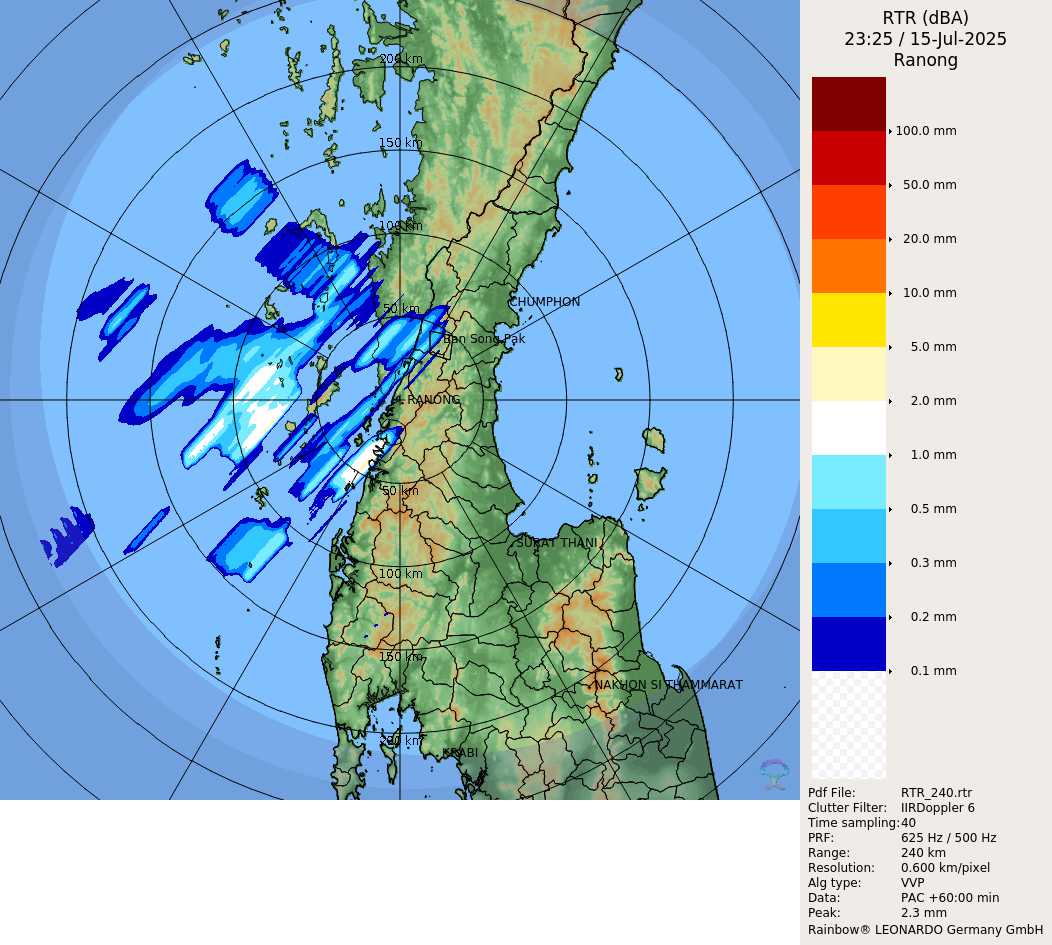 RTR (dBA)
23:25 / 15-Jul-2025
Ranong
200 km
150 km
100 km
50 km
CHUMPHON
Ban Song Pak
RANONG
50 km
SURAT THANI
100 km
150 km
NAKHON SI THAMMARAT
200 km
KRABI
100.0 mm
50.0 mm
20.0 mm
10.0 mm
5.0 mm
2.0 mm
1.0 mm
0.5 mm
0.3 mm
0.2 mm
0.1 mm
Pdf File: RTR_240.rtr
Clutter Filter: IIRDoppler 6
Time sampling:40
PRF: 625 Hz / 500 Hz
Range: 240 km
Resolution: 0.600 km/pixel
Alg type: VVP
Data: PAC +60:00 min
Peak: 2.3 mm
Rainbow® LEONARDO Germany GmbH